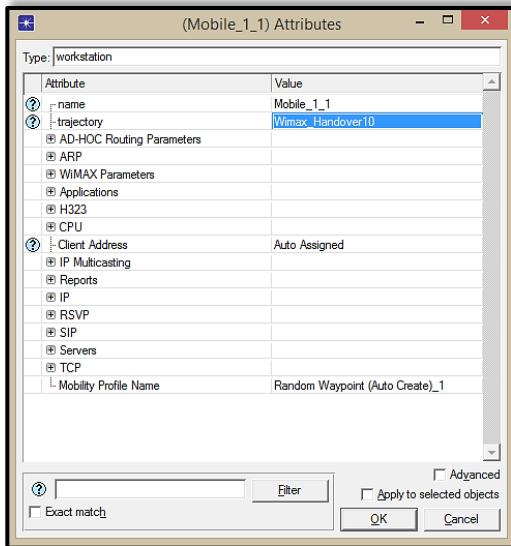 (Mobile_1_1) Attributes
Type: workstation
Attribute Value
name Mobile_1_1
trajectory Wimax_Handover10
AD-HOC Routing Parameters
ARP
WiMAX Parameters
Applications
H323
CPU
Client Address Auto Assigned
IP Multicasting
Reports
IP
RSVP
SIP
Servers
TCP
Mobility Profile Name Random Waypoint (Auto Create)_1
Advanced
Filter
Apply to selected objects
Exact match
OK Cancel